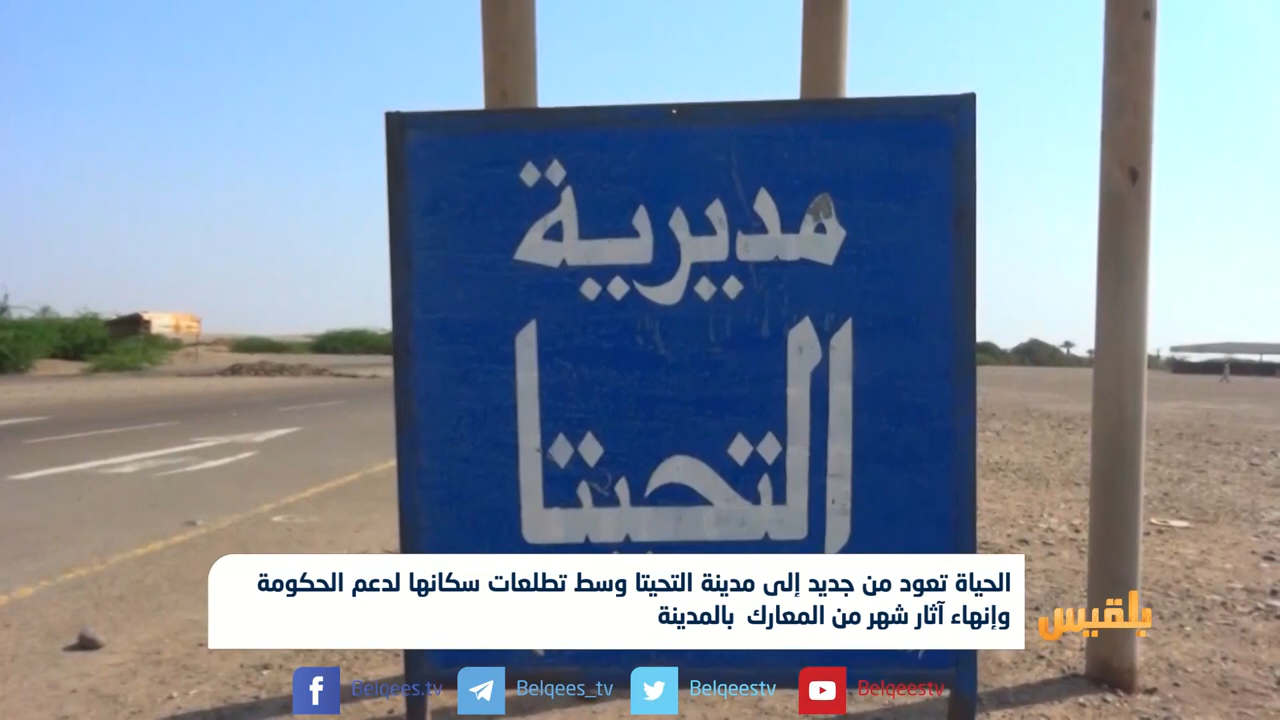 مديرية
التحيتا
الحياة تعود من جديد إلى مدينة التحيتا وسط تطلعات سكانها لدعم الحكومة
وإنهاء آثار شهر من المعارك بالمدينة
بلقيس
Belqees.tv
Belqees_tv
Belqeestv
Belqeestv